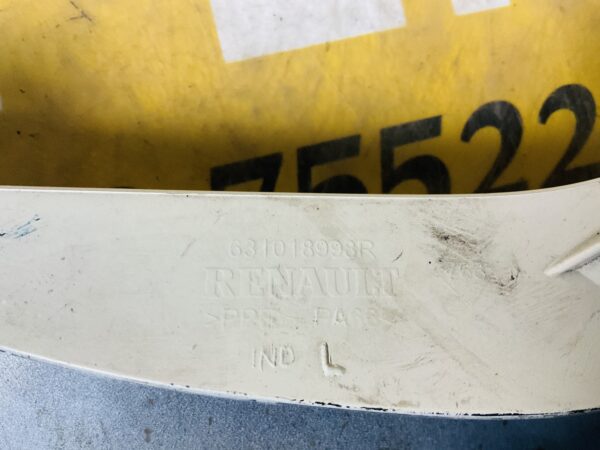 75522
631018993R
RENAULT
IND L